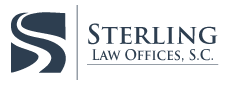 STERLING
LAW OFFICES, S.C.